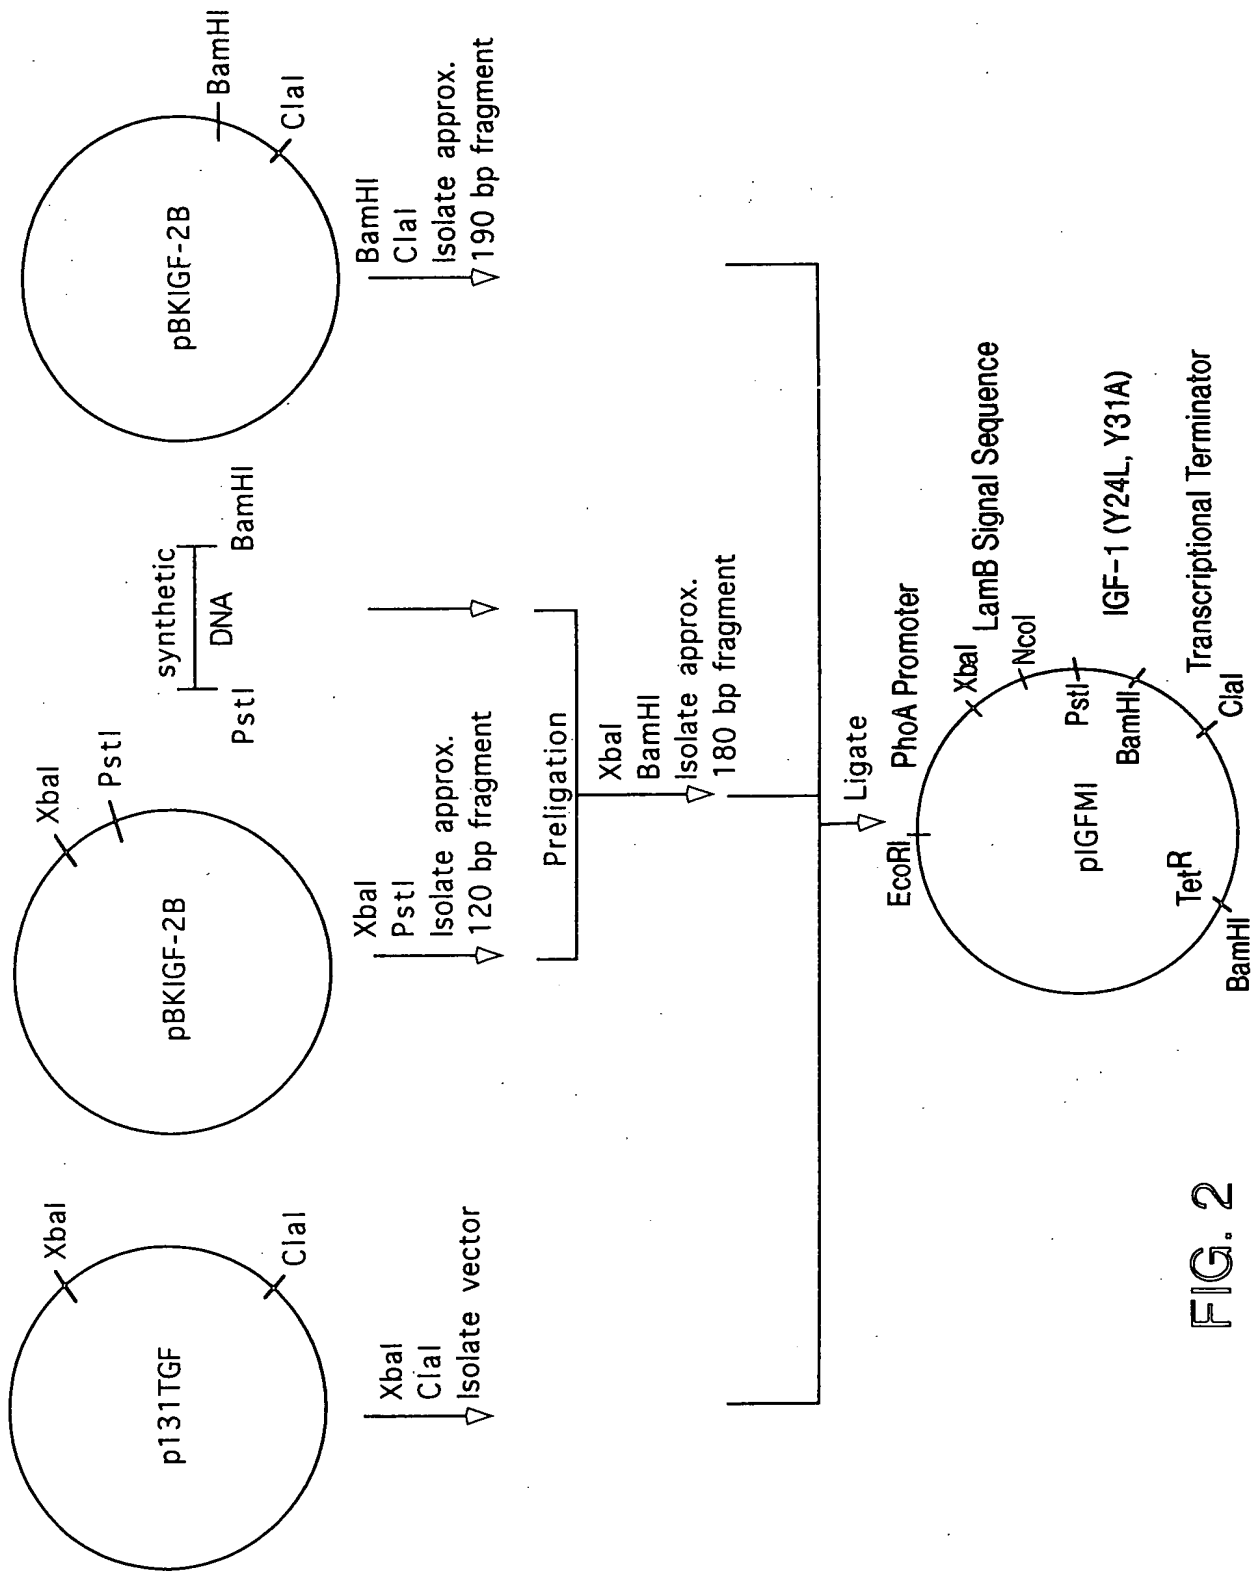 p131TGF
XbaI
ClaI
XbaI
ClaI
Isolate vector
pBKIGF-2B
XbaI
PstI
XbaI
PstI
Isolate approx.
120 bp fragment
synthetic
DNA
PstI
BamHI
pBKIGF-2B
BamHI
ClaI
BamHI
ClaI
Isolate approx.
190 bp fragment
Preligation
XbaI
BamHI
Isolate approx.
180 bp fragment
Ligate
EcoRI
PhoA Promoter
XbaI
LamB Signal Sequence
NcoI
PstI
IGF-1 (Y24L, Y31A)
BamHI
Transcriptional Terminator
ClaI
pIGFMI
TetR
BamHI
FIG. 2